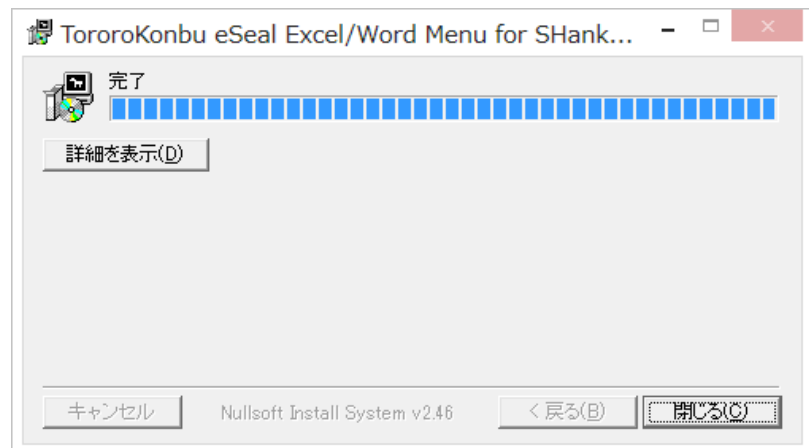 TororoKonbu eSeal Excel/Word Menu for SHank...
完了
詳細を表示(D)
キャンセル
Nullsoft Install System v2.46
< 戻る(B)
閉じる(C)